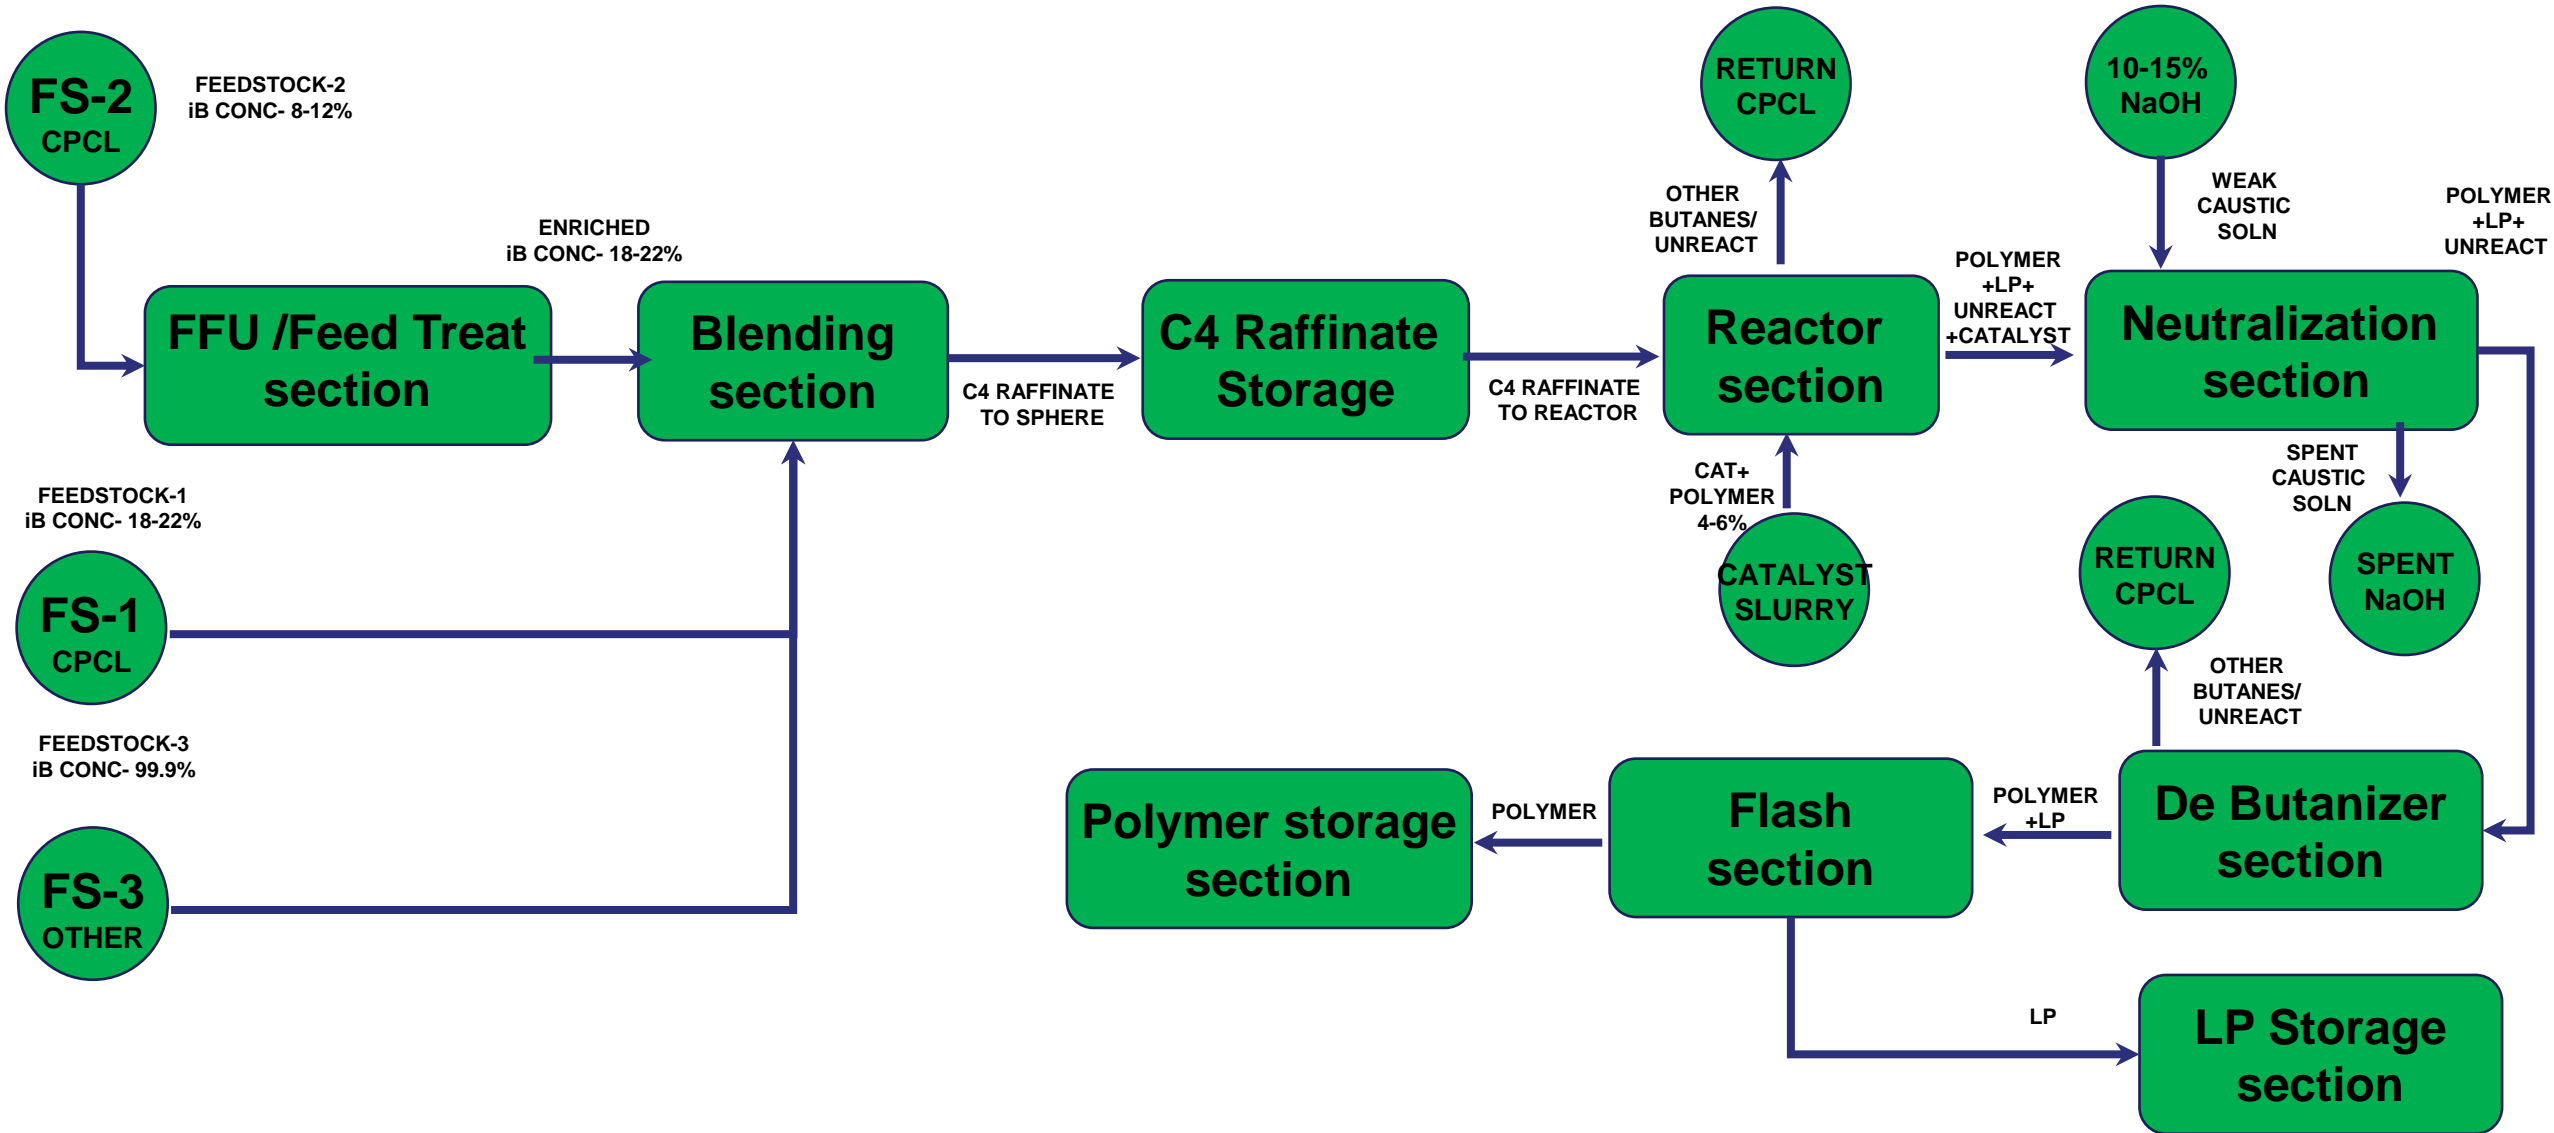 FS-2
CPCL
FEEDSTOCK-2
iB CONC- 8-12%
FFU /Feed Treat
section
ENRICHED
iB CONC- 18-22%
Blending
section
FEEDSTOCK-1
iB CONC- 18-22%
FS-1
CPCL
FEEDSTOCK-3
iB CONC- 99.9%
FS-3
OTHER
C4 RAFFINATE
TO SPHERE
C4 Raffinate
Storage
C4 RAFFINATE
TO REACTOR
RETURN
CPCL
OTHER
BUTANES/
UNREACT
Reactor
section
CAT+
POLYMER
4-6%
CATALYST
SLURRY
POLYMER
+LP+
UNREACT
+CATALYST
10-15%
NaOH
WEAK
CAUSTIC
SOLN
Neutralization
section
POLYMER
+LP+
UNREACT
SPENT
CAUSTIC
SOLN
SPENT
NaOH
RETURN
CPCL
OTHER
BUTANES/
UNREACT
De Butanizer
section
POLYMER
+LP
Flash
section
POLYMER
Polymer storage
section
LP
LP Storage
section